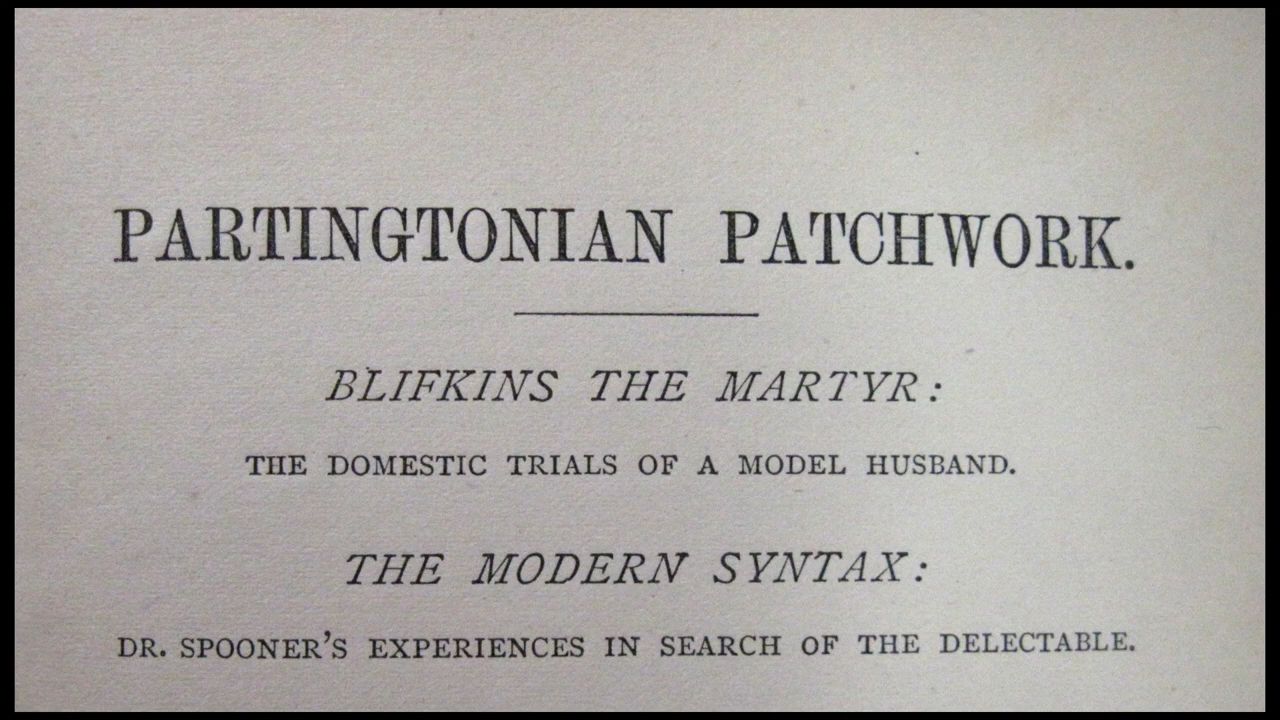 PARTINGTONIAN PATCHWORK.
BLIFKINS THE MARTYR:
THE DOMESTIC TRIALS OF A MODEL HUSBAND.
THE MODERN SYNTAX:
DR. SPOONER'S EXPERIENCES IN SEARCH OF THE DELECTABLE.